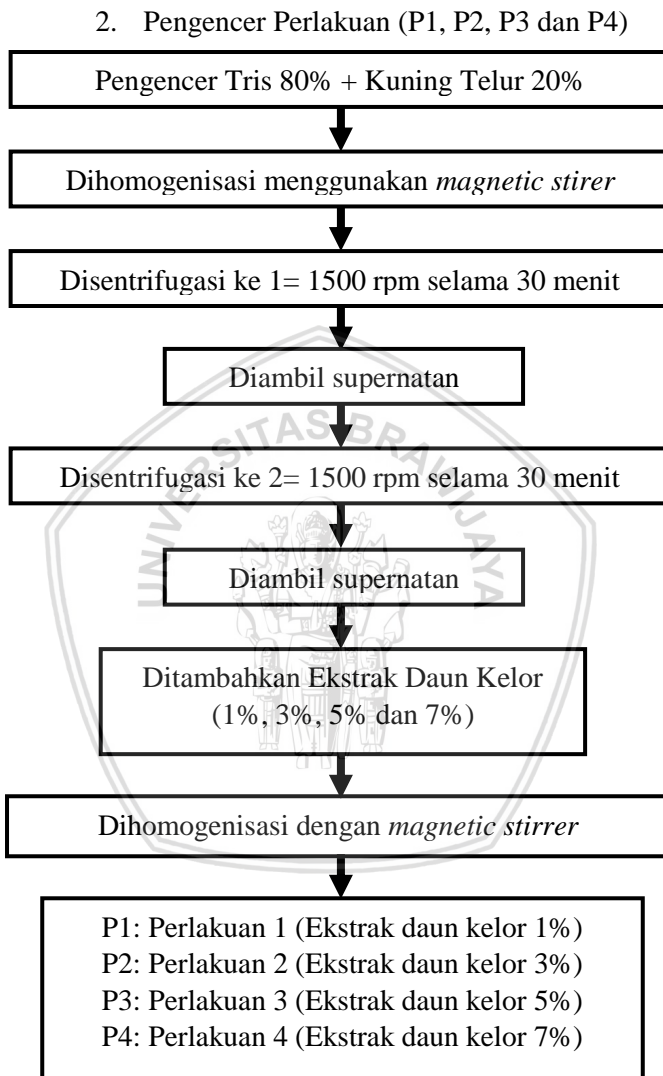 2. Pengencer Perlakuan (P1, P2, P3 dan P4)
Pengencer Tris 80% + Kuning Telur 20%
Dihomogenisasi menggunakan magnetic stirer
Disentrifugasi ke 1= 1500 rpm selama 30 menit
Diambil supernatan
UNIVERSITAS BRAWIJAYA
Disentrifugasi ke 2= 1500 rpm selama 30 menit
Diambil supernatan
Ditambahkan Ekstrak Daun Kelor
(1%, 3%, 5% dan 7%)
Dihomogenisasi dengan magnetic stirrer
P1: Perlakuan 1 (Ekstrak daun kelor 1%)
P2: Perlakuan 2 (Ekstrak daun kelor 3%)
P3: Perlakuan 3 (Ekstrak daun kelor 5%)
P4: Perlakuan 4 (Ekstrak daun kelor 7%)